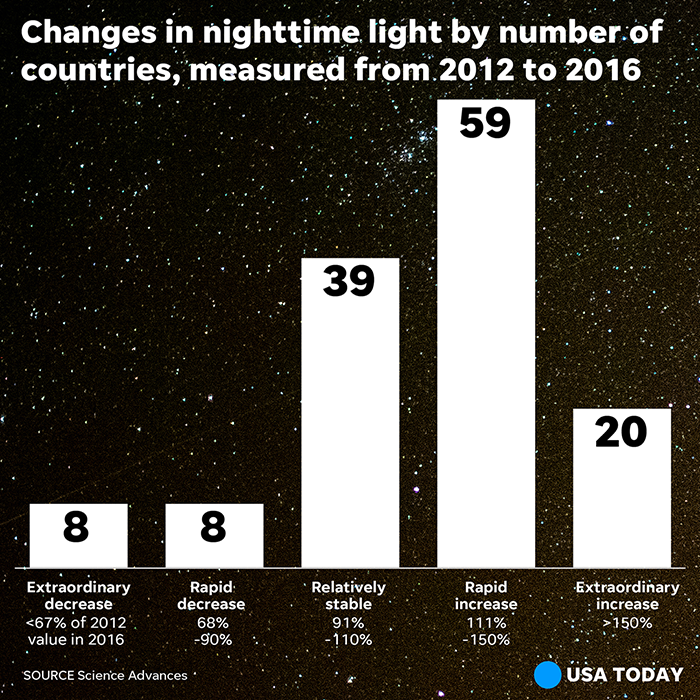 Changes in nighttime light by number of
countries, measured from 2012 to 2016
59
39
20
8
8
Extraordinary
decrease
<67% of 2012
value in 2016
Rapid
decrease
68%
-90%
Relatively
stable
91%
-110%
Rapid
increase
111%
-150%
Extraordinary
increase
>150%
SOURCE Science Advances
USA TODAY